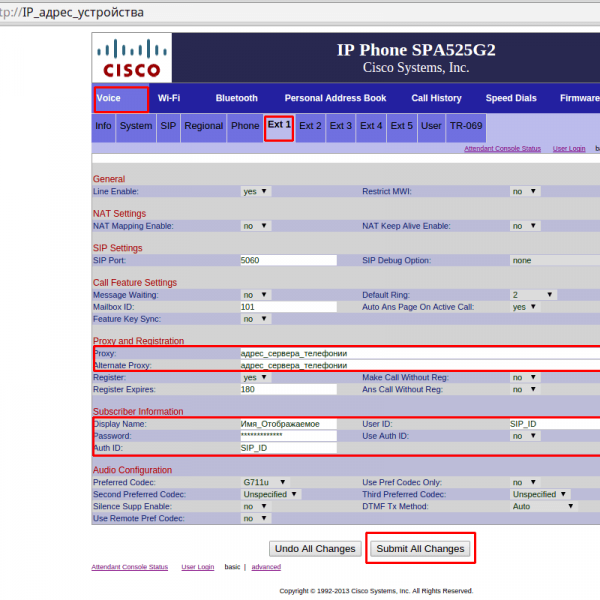 tp://IP_адрес_устройства
CISCO
IP Phone SPA525G2
Cisco Systems, Inc.
Voice Wi-Fi Bluetooth Personal Address Book Call History Speed Dials Firmware
Info System SIP Regional Phone Ext 1 Ext 2 Ext 3 Ext 4 Ext 5 User TR-069
Attendant Console Status User Login b
General
Line Enable: yes Restrict MWI: no
NAT Settings
NAT Mapping Enable: no NAT Keep Alive Enable: no
SIP Settings
SIP Port: 5060 SIP Debug Option: none
Call Feature Settings
Message Waiting: no Default Ring: 2
Mailbox ID: 101 Auto Ans Page On Active Call: yes
Feature Key Sync: no
Proxy and Registration
Proxy: адрес_сервера_телефонии
Alternate Proxy: адрес_сервера_телефонии
Register: yes Make Call Without Reg: no
Register Expires: 180 Ans Call Without Reg: no
Subscriber Information
Display Name: Имя_Отображаемое User ID: SIP_ID
Password: ************* Use Auth ID: no
Auth ID: SIP_ID
Audio Configuration
Preferred Codec: G711u Use Pref Codec Only: no
Second Preferred Codec: Unspecified Third Preferred Codec: Unspecified
Silence Supp Enable: no DTMF Tx Method: Auto
Use Remote Pref Codec: no
Undo All Changes Submit All Changes
Attendant Console Status User Login basic | advanced
Copyright © 1992-2013 Cisco Systems, Inc. All Rights Reserved.